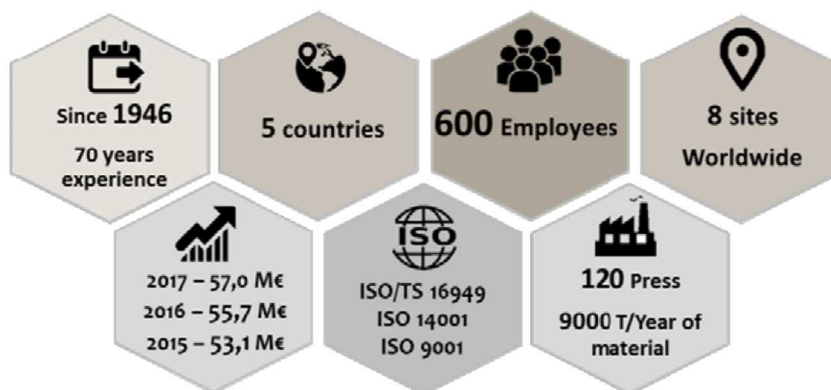 Since 1946
70 years
experience
5 countries
600 Employees
8 sites
Worldwide
2017 – 57,0 M€
2016 – 55,7 M€
2015 – 53,1 M€
ISO
ISO/TS 16949
ISO 14001
ISO 9001
120 Press
9000 T/Year of
material